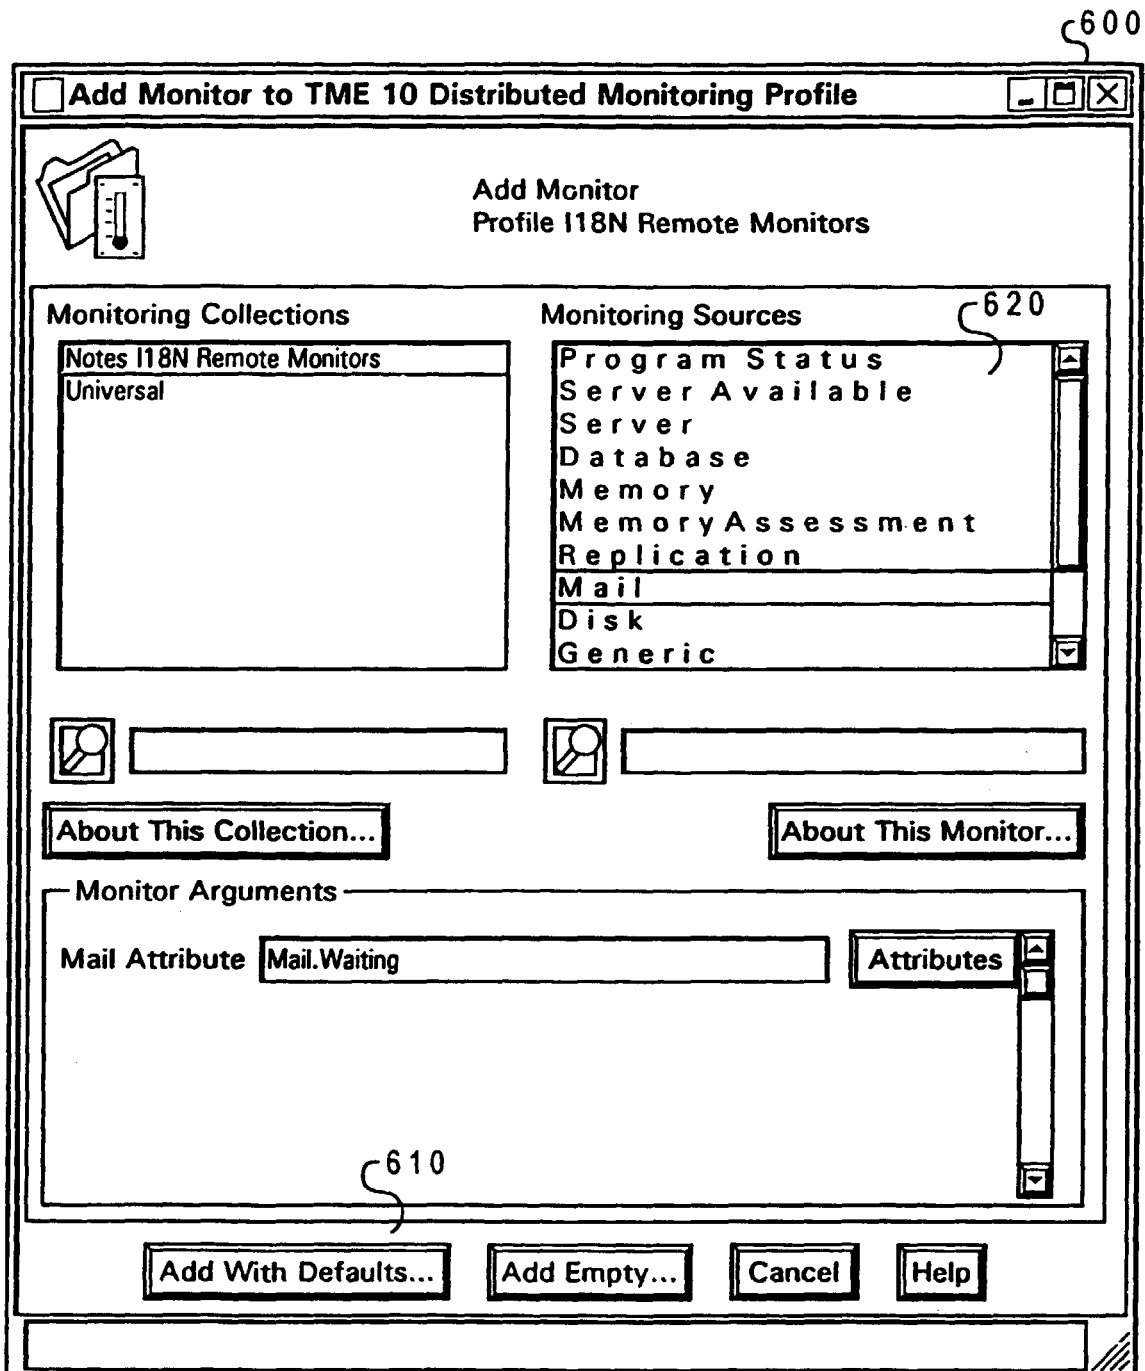 600
Add Monitor to TME 10 Distributed Monitoring Profile
Add Monitor
Profile I18N Remote Monitors
Monitoring Collections
Notes I18N Remote Monitors
Universal
Monitoring Sources
620
Program Status
Server Available
Server
Database
Memory
Memory Assessment
Replication
Mail
Disk
Generic
About This Collection...
About This Monitor...
Monitor Arguments
Mail Attribute
Mail.Waiting
Attributes
610
Add With Defaults...
Add Empty...
Cancel
Help